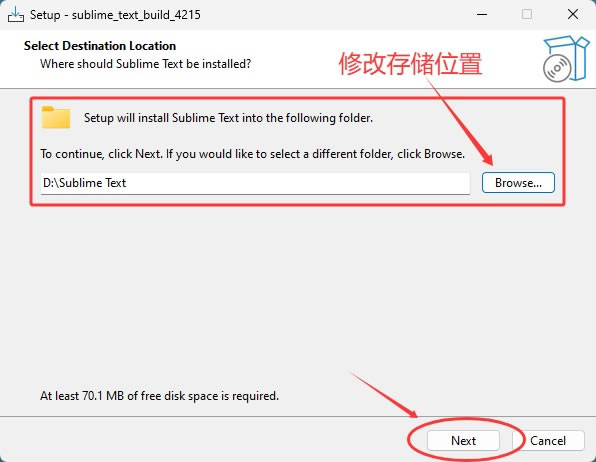 Setup - sublime_text_build_4215
Select Destination Location
Where should Sublime Text be installed?
修改存储位置
Setup will install Sublime Text into the following folder.
To continue, click Next. If you would like to select a different folder, click Browse.
D:\Sublime Text
Browse...
At least 70.1 MB of free disk space is required.
Next
Cancel